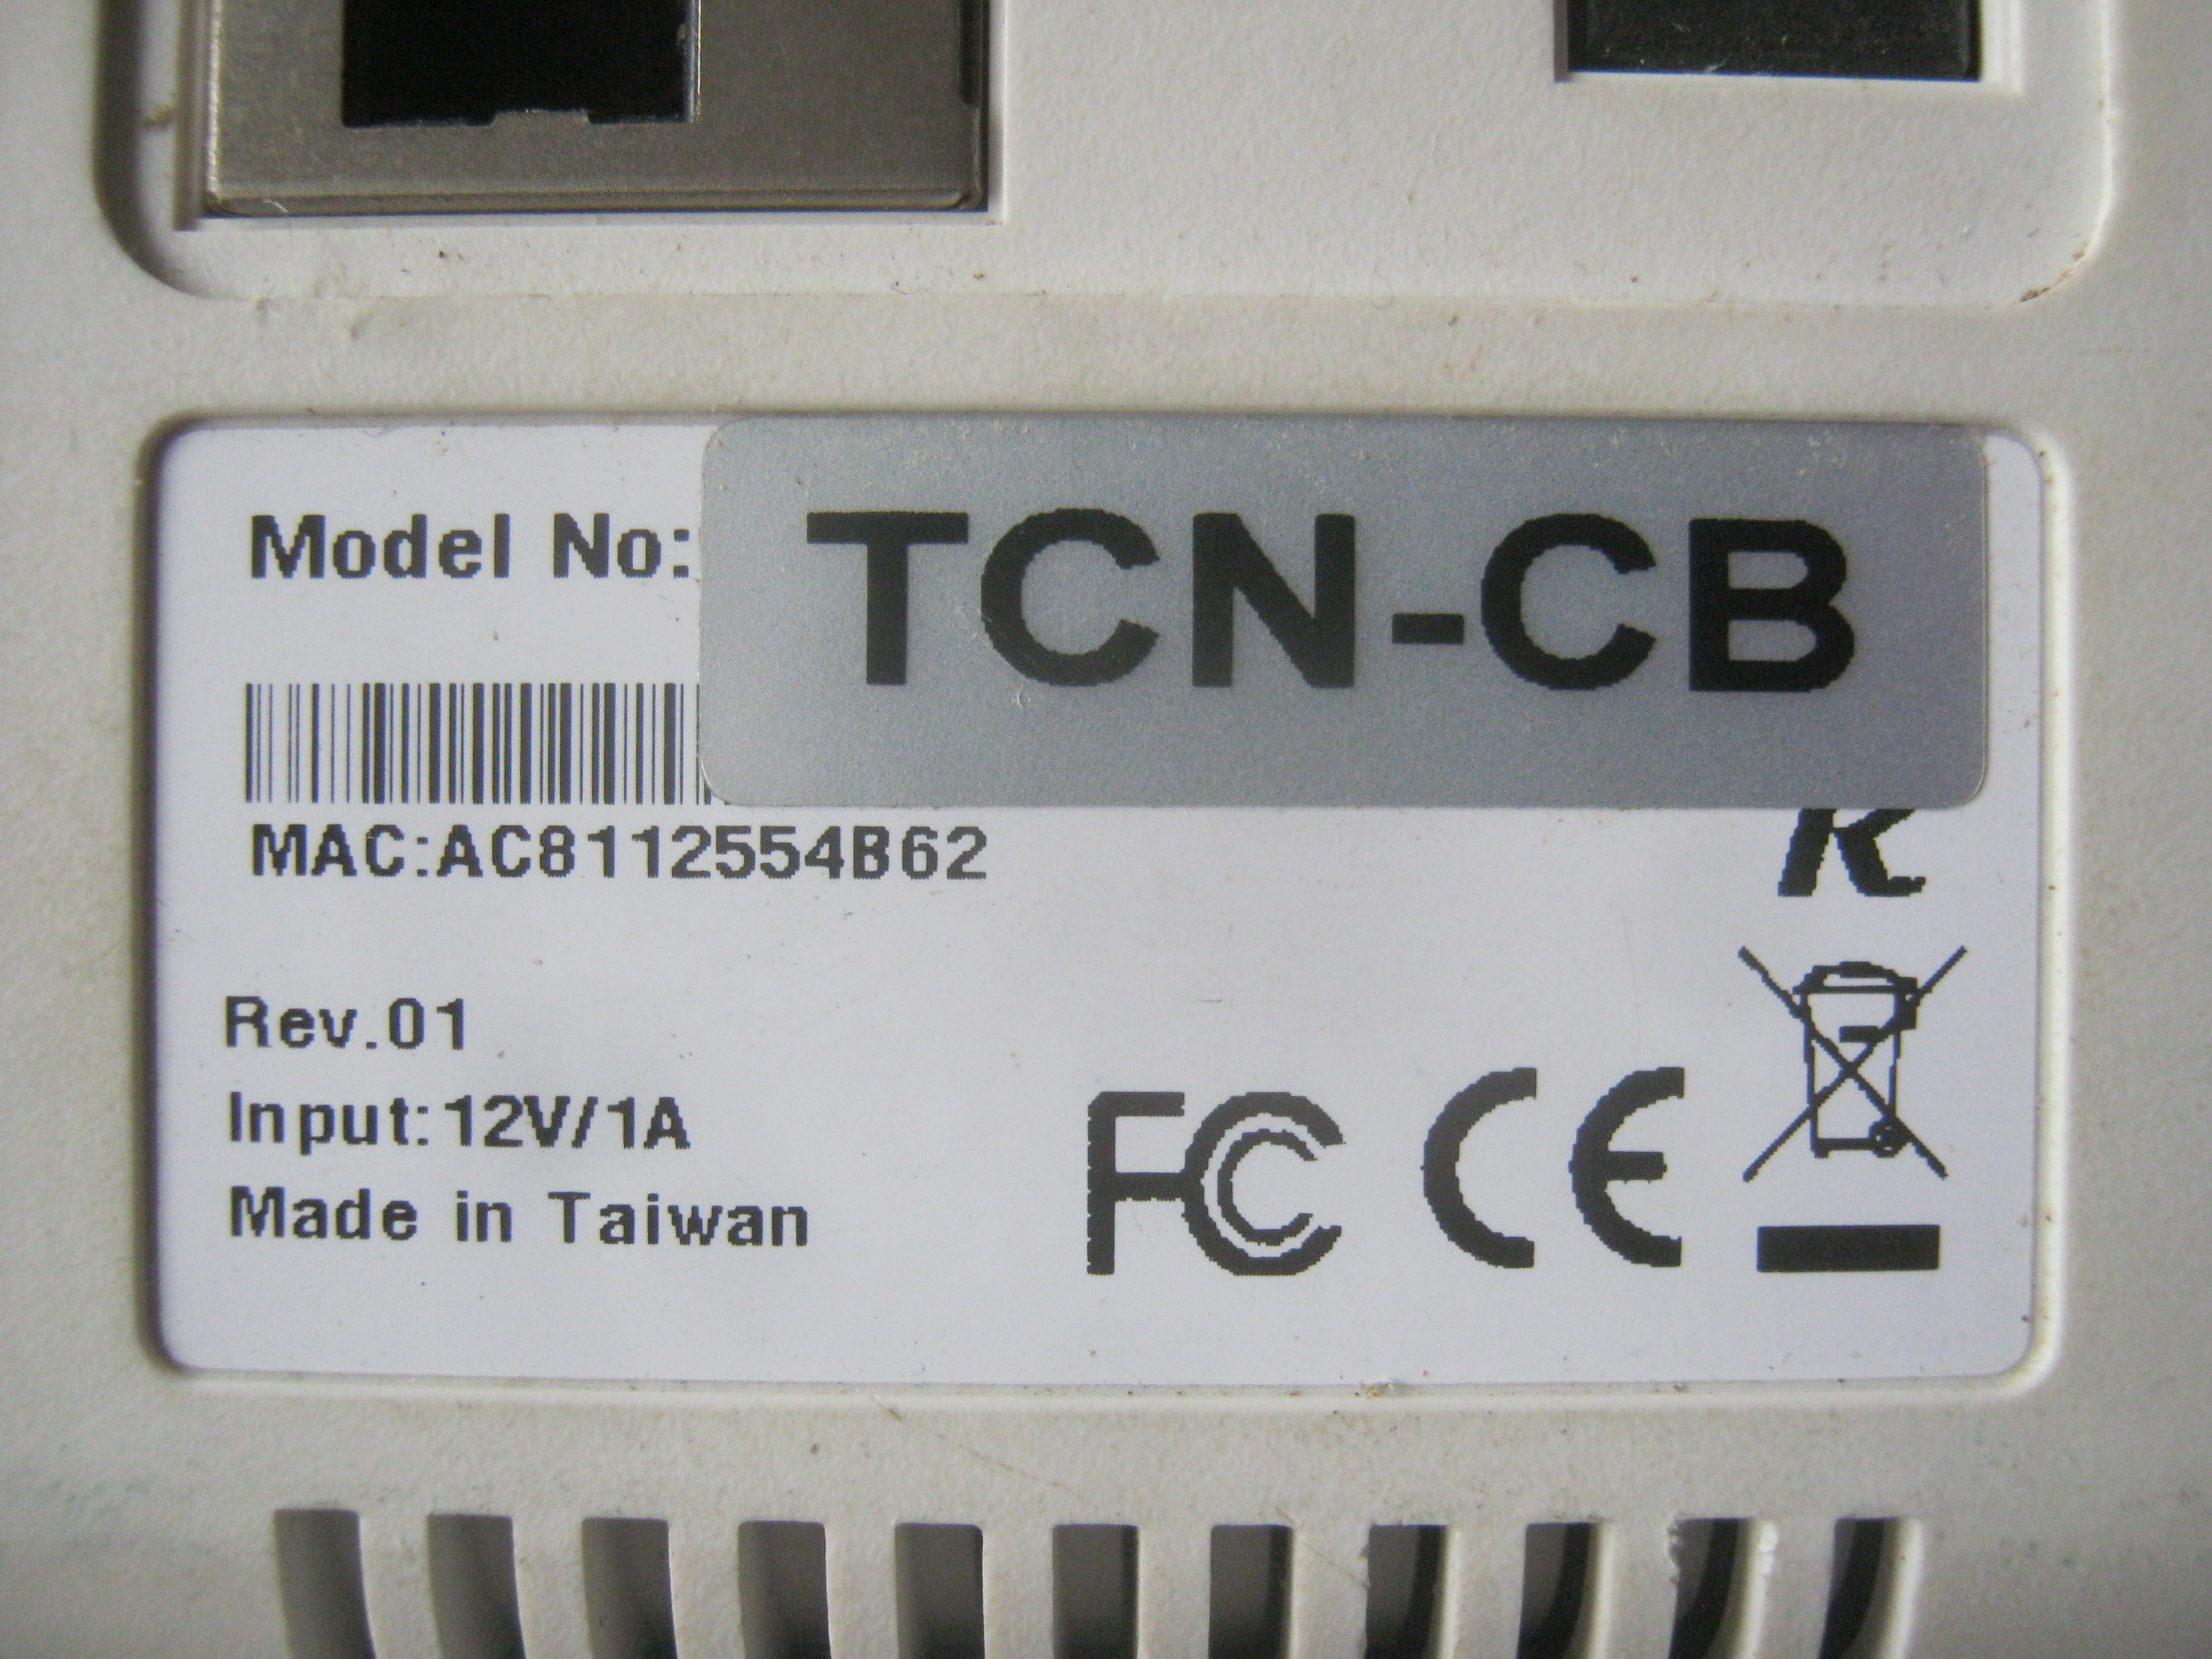 Model No: TCN-CB
MAC:AC8112554B62
Rev.01
Input:12V/1A
Made in Taiwan
FC CE